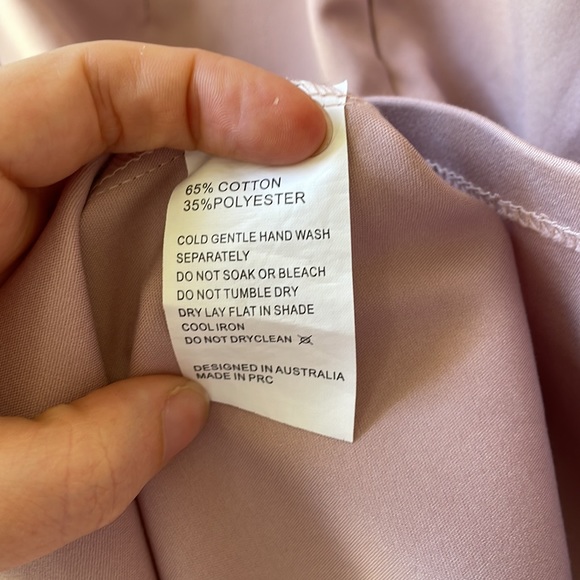 65% COTTON
35%POLYESTER
COLD GENTLE HAND WASH
SEPARATELY
DO NOT SOAK OR BLEACH
DO NOT TUMBLE DRY
DRY LAY FLAT IN SHADE
COOL IRON
DO NOT DRYCLEAN
DESIGNED IN AUSTRALIA
MADE IN PRC